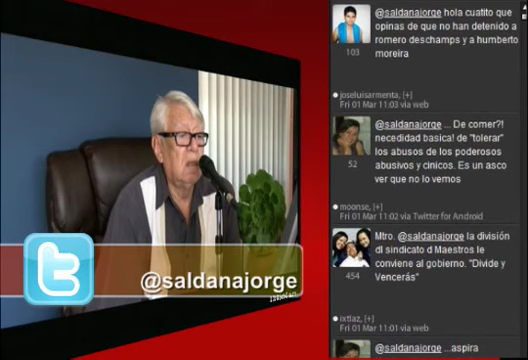 @saldanajorge hola cuatito que
opinas de que no han detenido a
romero deschamps y a humberto
moreira
103
joseluisarmenta, [+]
Fri 01 Mar 11:03 via web
@saldanajorge ... De comer?!
necedidad basica! de "tolerar"
los abusos de los poderosos
abusivos y cinicos. Es un asco
ver que no lo vemos
52
moonse, [+]
Fri 01 Mar 11:02 via Twitter for Android
Mtro. @saldanajorge la división
dl sindicato d Maestros le
conviene al gobierno. "Divide y
Vencerás"
454
ixtlaz, [+]
Fri 01 Mar 11:01 via web
@saldanajorge ...aspira
@saldanajorge